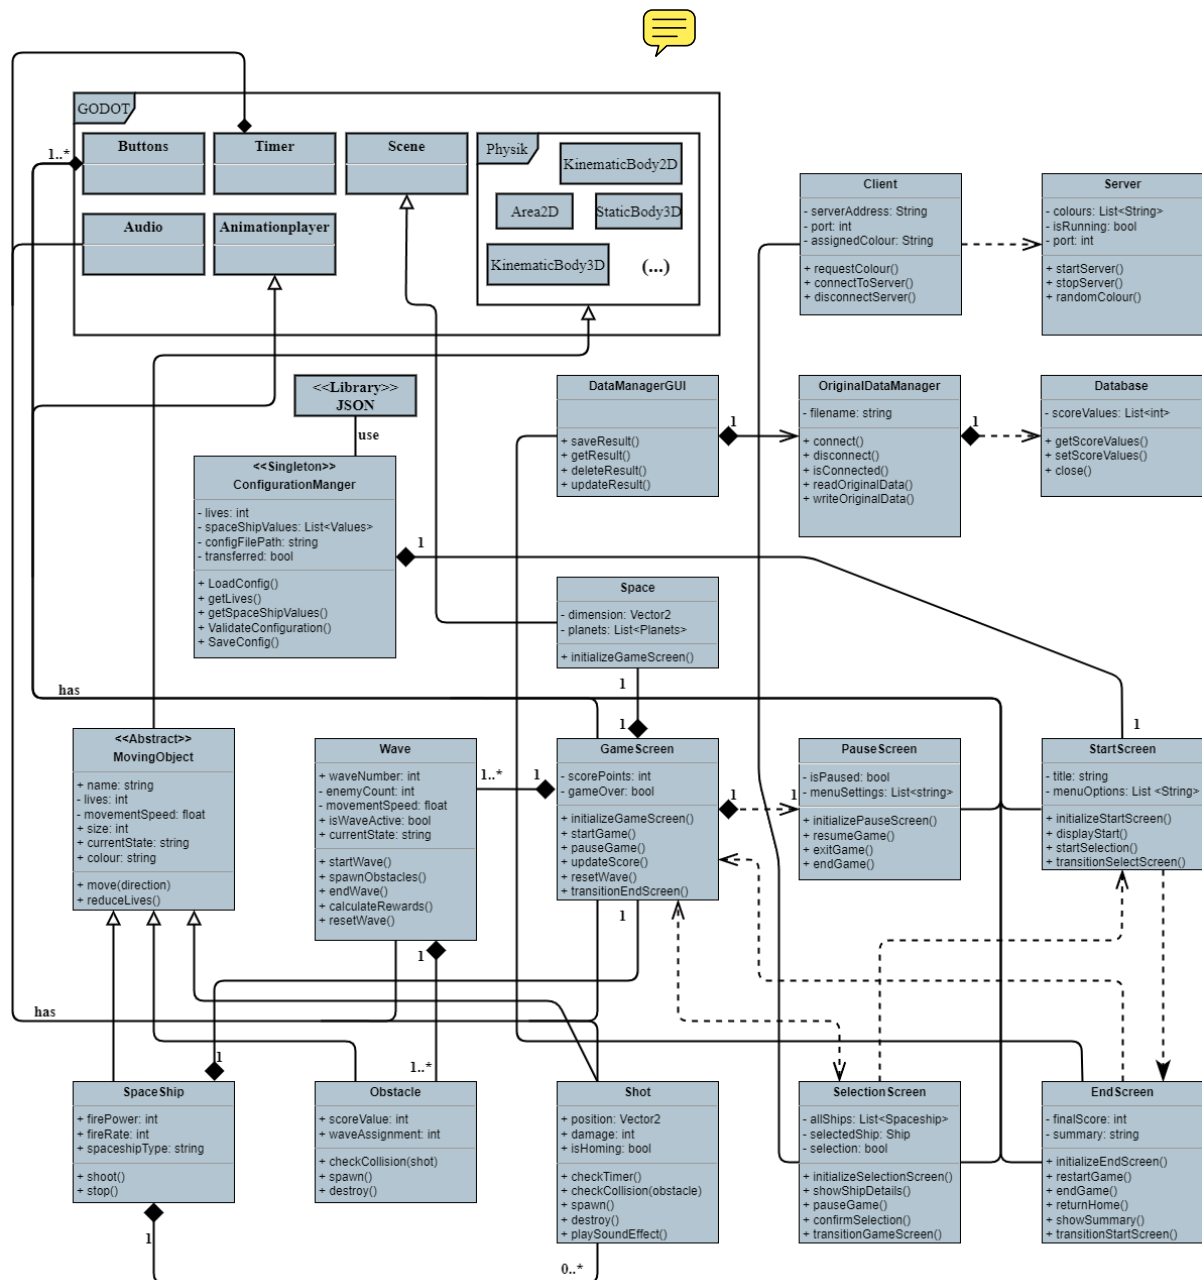 GODOT
Buttons
Timer
Scene
Physik
KinematicBody2D
Area2D
StaticBody3D
KinematicBody3D
(...)
Audio
Animationplayer
1..*
Client
- serverAddress: String
- port: int
- assignedColour: String
+ requestColour()
+ connectToServer()
+ disconnectServer()
Server
- colours: List<String>
- isRunning: bool
- port: int
+ startServer()
+ stopServer()
+ randomColour()
<<Library>>
JSON
use
DataManagerGUI
+ saveResult()
+ getResult()
+ deleteResult()
+ updateResult()
1
OriginalDataManager
- filename: string
+ connect()
+ disconnect()
+ isConnected()
+ readOriginalData()
+ writeOriginalData()
1
Database
- scoreValues: List<int>
+ getScoreValues()
+ setScoreValues()
+ close()
<<Singleton>>
ConfigurationManger
- lives: int
- spaceShipValues: List<Values>
- configFilePath: string
- transferred: bool
+ LoadConfig()
+ getLives()
+ getSpaceShipValues()
+ ValidateConfiguration()
+ SaveConfig()
1
Space
- dimension: Vector2
- planets: List<Planets>
+ initializeGameScreen()
1
has
1
1
<<Abstract>>
MovingObject
+ name: string
- lives: int
- movementSpeed: float
+ size: int
+ currentState: string
+ colour: string
+ move(direction)
+ reduceLives()
Wave
+ waveNumber: int
- enemyCount: int
- movementSpeed: float
+ isWaveActive: bool
+ currentState: string
+ startWave()
+ spawnObstacles()
+ endWave()
+ calculateRewards()
+ resetWave()
1..*
1
GameScreen
- scorePoints: int
- gameOver: bool
+ initializeGameScreen()
+ startGame()
+ pauseGame()
+ updateScore()
+ resetWave()
+ transitionEndScreen()
1
1
PauseScreen
- isPaused: bool
- menuSettings: List<string>
+ initializePauseScreen()
+ resumeGame()
+ exitGame()
+ endGame()
StartScreen
- title: string
- menuOptions: List <String>
+ initializeStartScreen()
+ displayStart()
+ startSelection()
+ transitionSelectScreen()
1
1
has
1
1..*
SpaceShip
+ firePower: int
+ fireRate: int
+ spaceshipType: string
+ shoot()
+ stop()
Obstacle
+ scoreValue: int
+ waveAssignment: int
+ checkCollision(shot)
+ spawn()
+ destroy()
Shot
+ position: Vector2
+ damage: int
+ isHoming: bool
+ checkTimer()
+ checkCollision(obstacle)
+ spawn()
+ destroy()
+ playSoundEffect()
SelectionScreen
- allShips: List<Spaceship>
- selectedShip: Ship
- selection: bool
+ initializeSelectionScreen()
+ showShipDetails()
+ pauseGame()
+ confirmSelection()
+ transitionGameScreen()
EndScreen
- finalScore: int
- summary: string
+ initializeEndScreen()
+ restartGame()
+ endGame()
+ returnHome()
+ showSummary()
+ transitionStartScreen()
1
0..*